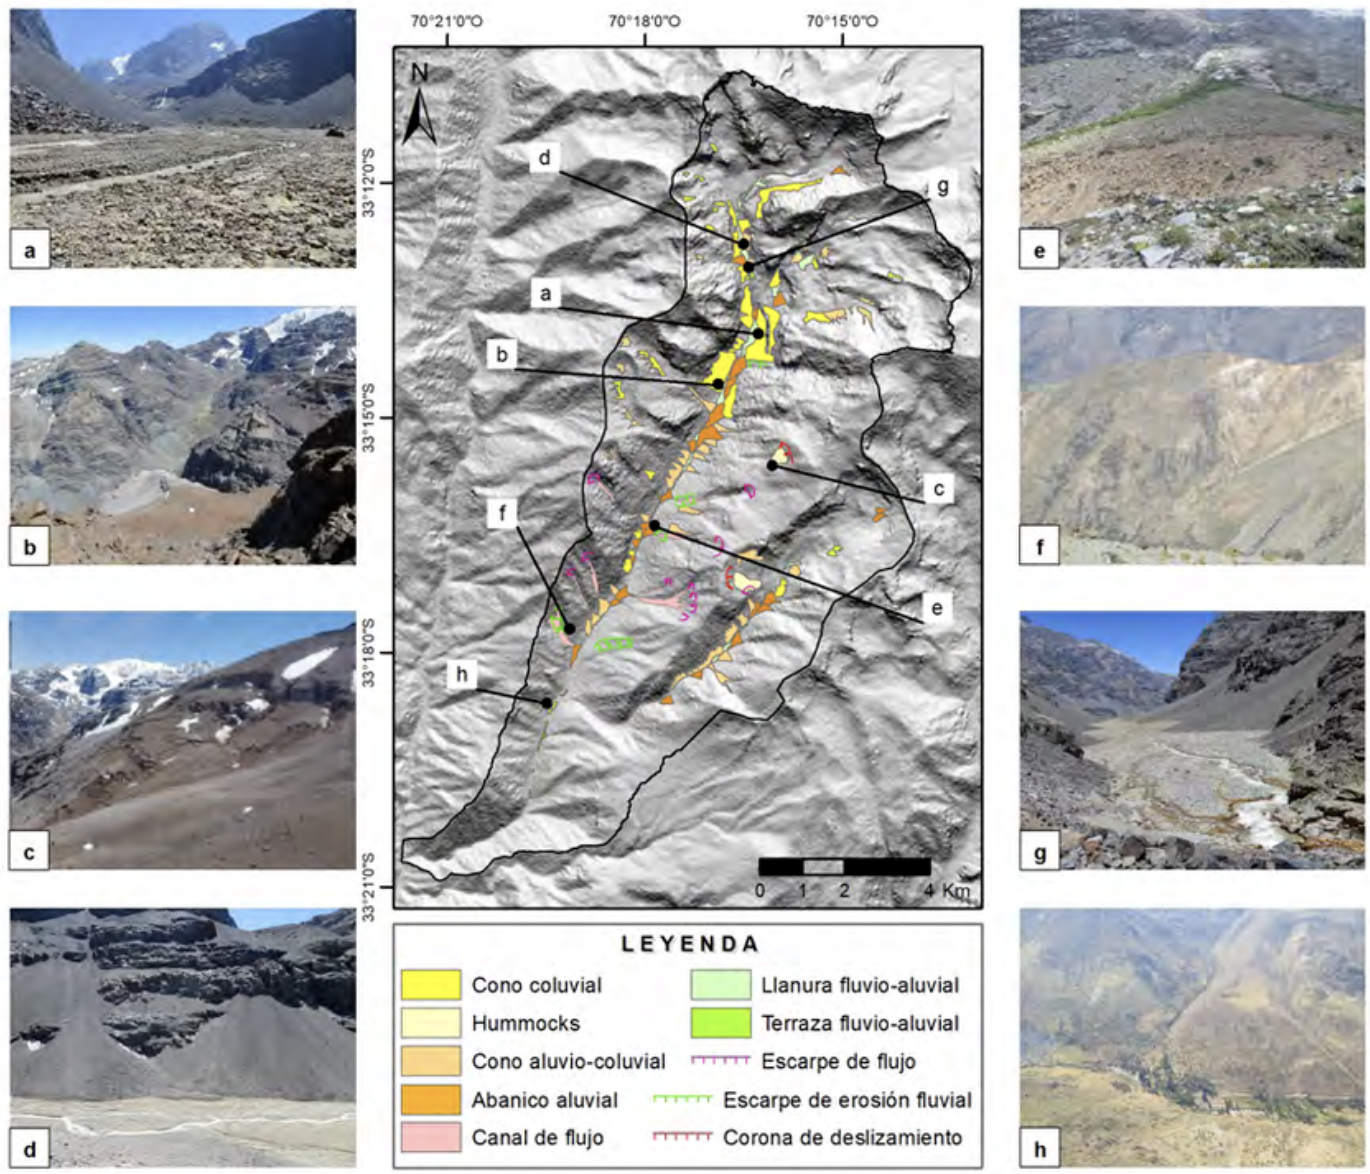 70°21'0"O 70°18'0"O 70°15'0"O
N
33°12'0"S
33°15'0"S
33°18'0"S
33°21'0"S
d
g
a
b
c
f
e
h
0 1 2 4 Km
a
b
c
d
e
f
g
h
LEYENDA
Cono coluvial
Hummocks
Cono aluvio-coluvial
Abanico aluvial
Canal de flujo
Llanura fluvio-aluvial
Terraza fluvio-aluvial
Escarpe de flujo
Escarpe de erosión fluvial
Corona de deslizamiento